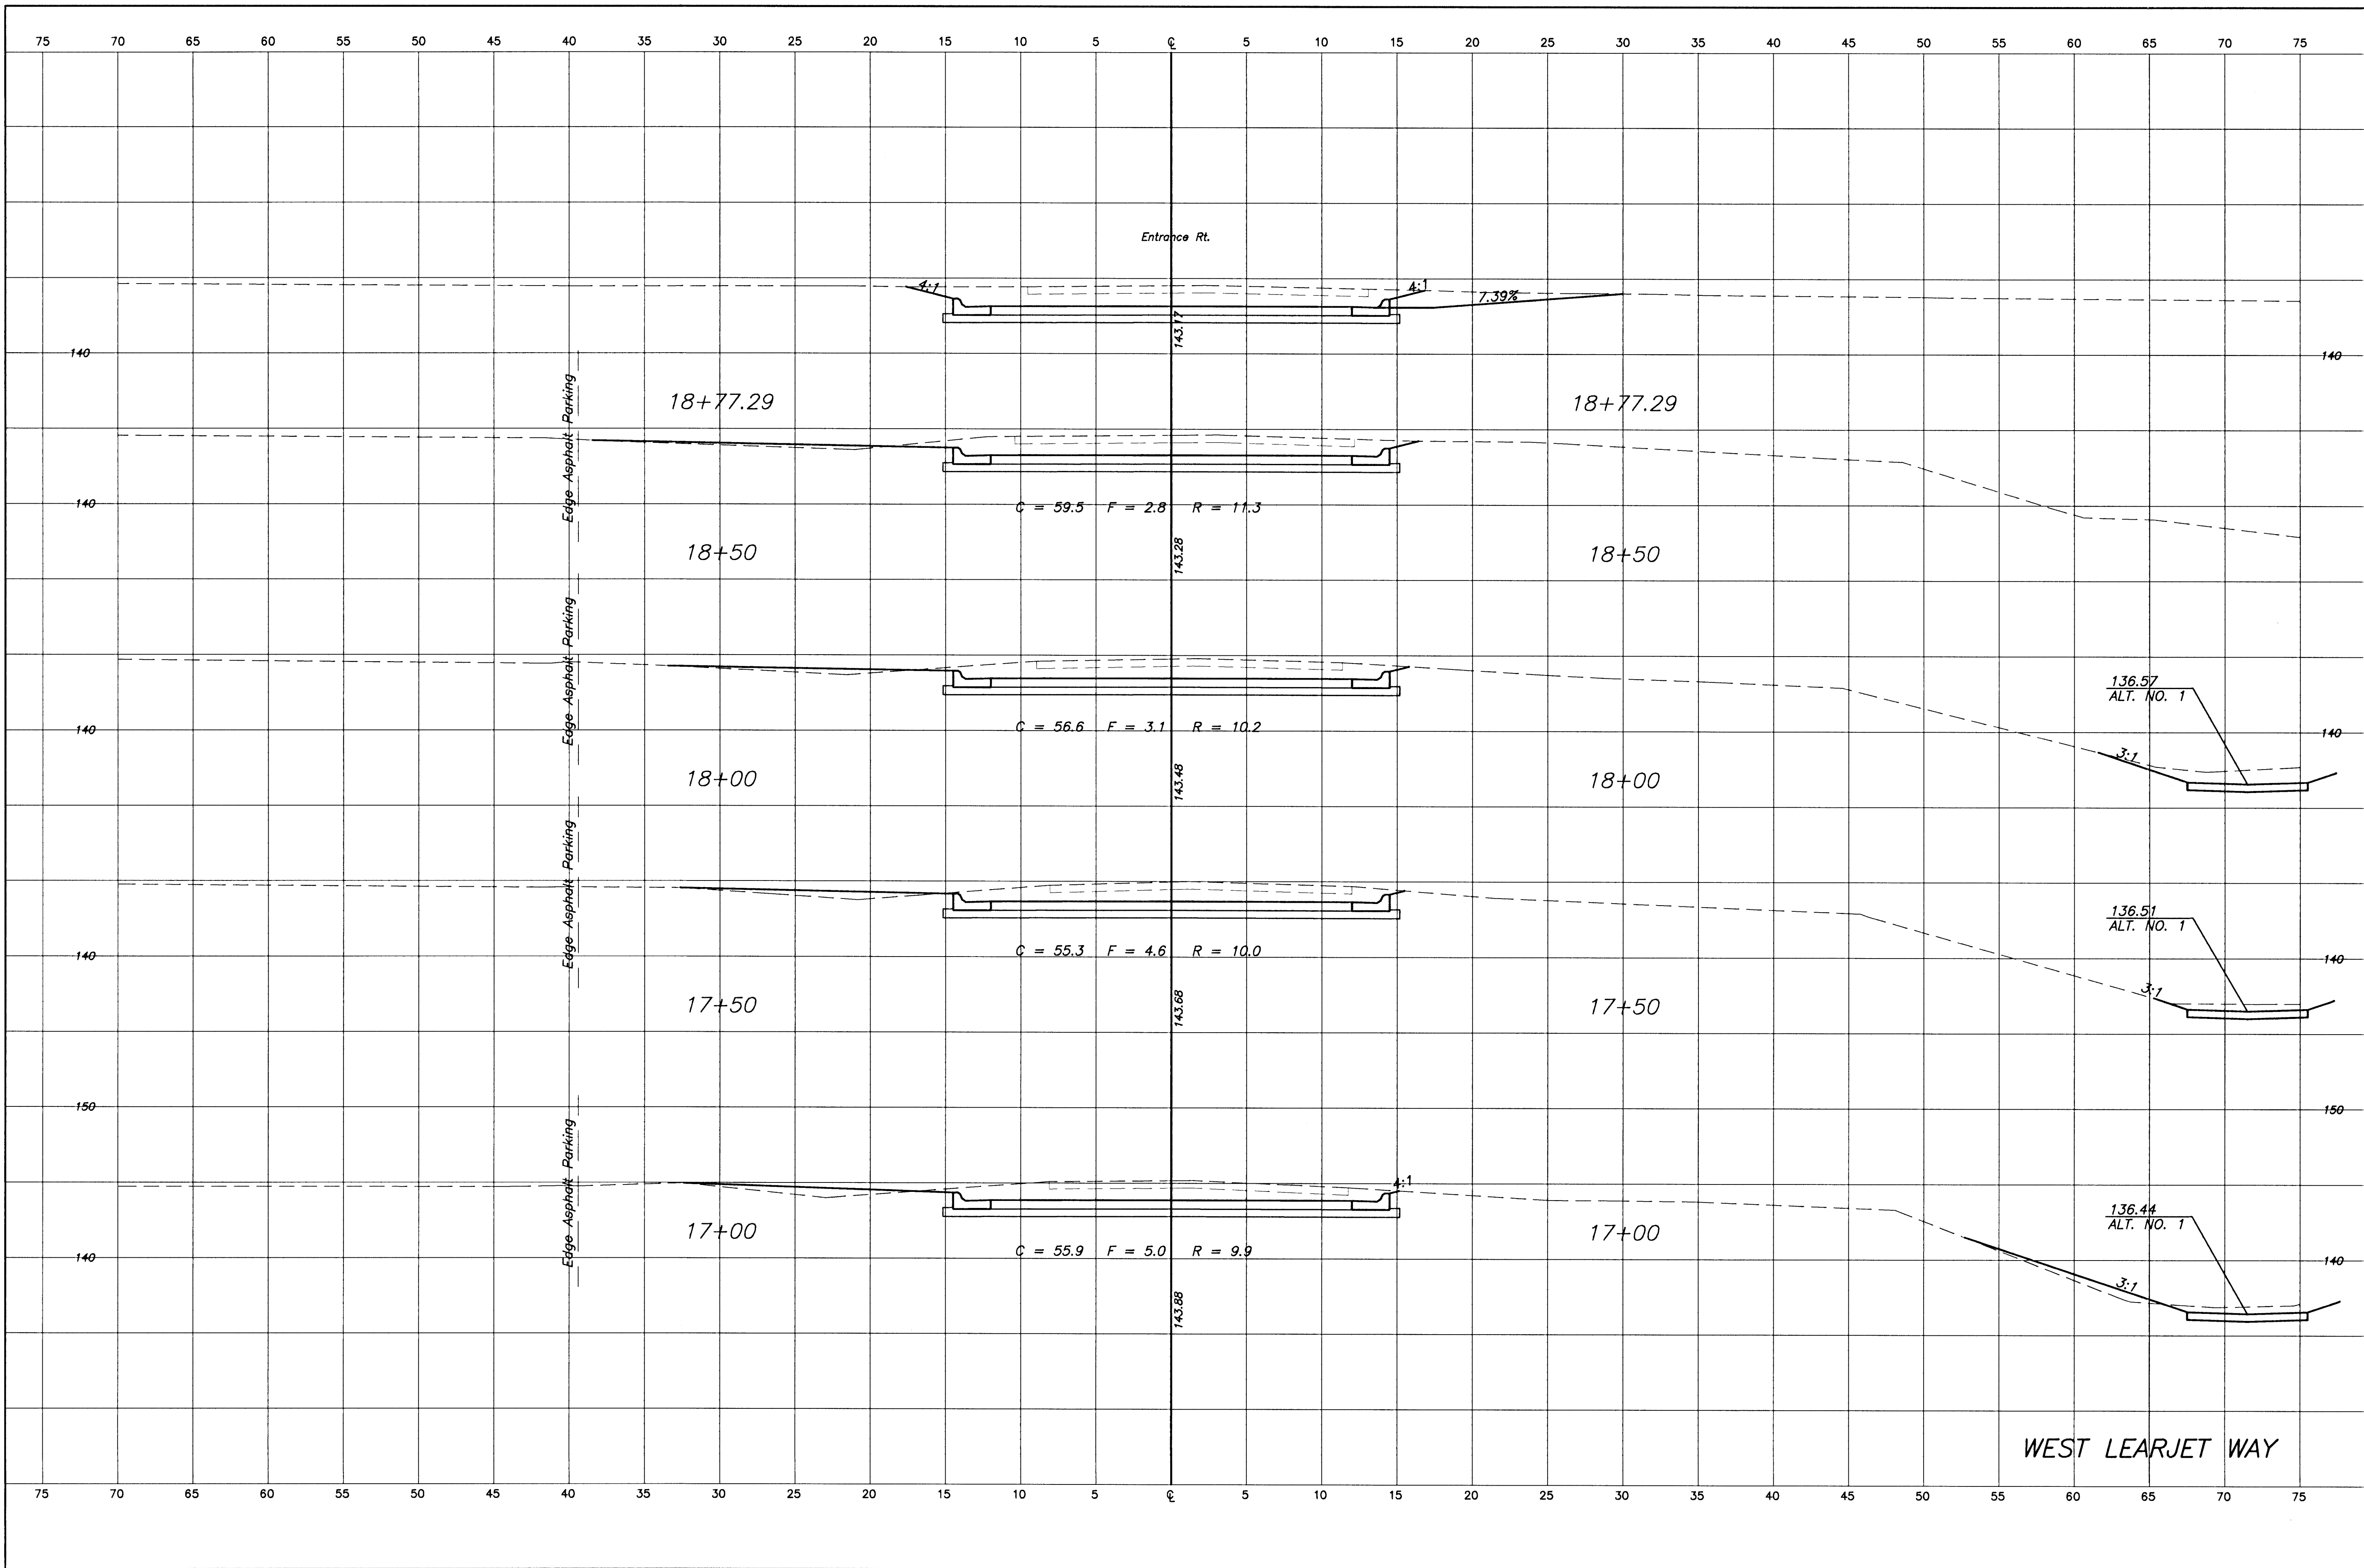 75 70 65 60 55 50 45 40 35 30 25 20 15 10 5 ℄ 5 10 15 20 25 30 35 40 45 50 55 60 65 70 75
Entrance Rt.
4:1 4:1 7.39%
143.17
140 140
Edge Asphalt Parking
18+77.29 18+77.29
140
C = 59.5 F = 2.8 R = 11.3
143.28
18+50 18+50
Edge Asphalt Parking
136.57
ALT. NO. 1
140 140
C = 56.6 F = 3.1 R = 10.2
3:1
143.48
18+00 18+00
Edge Asphalt Parking
136.51
ALT. NO. 1
140 140
C = 55.3 F = 4.6 R = 10.0
3:1
143.68
17+50 17+50
150 150
Edge Asphalt Parking
4:1
136.44
ALT. NO. 1
17+00 17+00
140 140
C = 55.9 F = 5.0 R = 9.9
3:1
143.88
WEST LEARJET WAY
75 70 65 60 55 50 45 40 35 30 25 20 15 10 5 ℄ 5 10 15 20 25 30 35 40 45 50 55 60 65 70 75